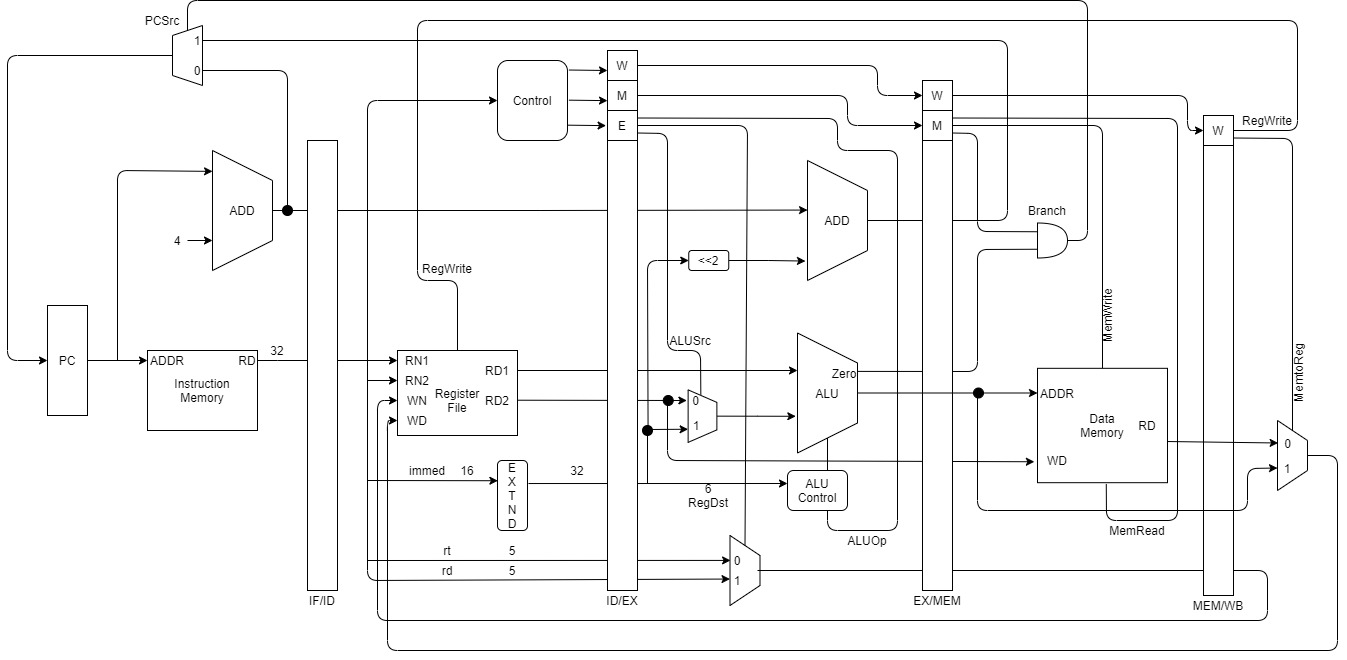 PCSrc
1
0
Control
W
M
E
W
M
W
RegWrite
ADD
4
ADD
Branch
<<2
RegWrite
MemWrite
ALUSrc
MemtoReg
PC
ADDR
RD
32
Instruction
Memory
RN1
RN2
WN
WD
RD1
RD2
Register
File
0
1
Zero
ALU
ADDR
Data
Memory
RD
WD
0
1
immed
16
E
X
T
N
D
32
6
RegDst
ALU
Control
ALUOp
MemRead
rt
5
rd
5
0
1
IF/ID
ID/EX
EX/MEM
MEM/WB